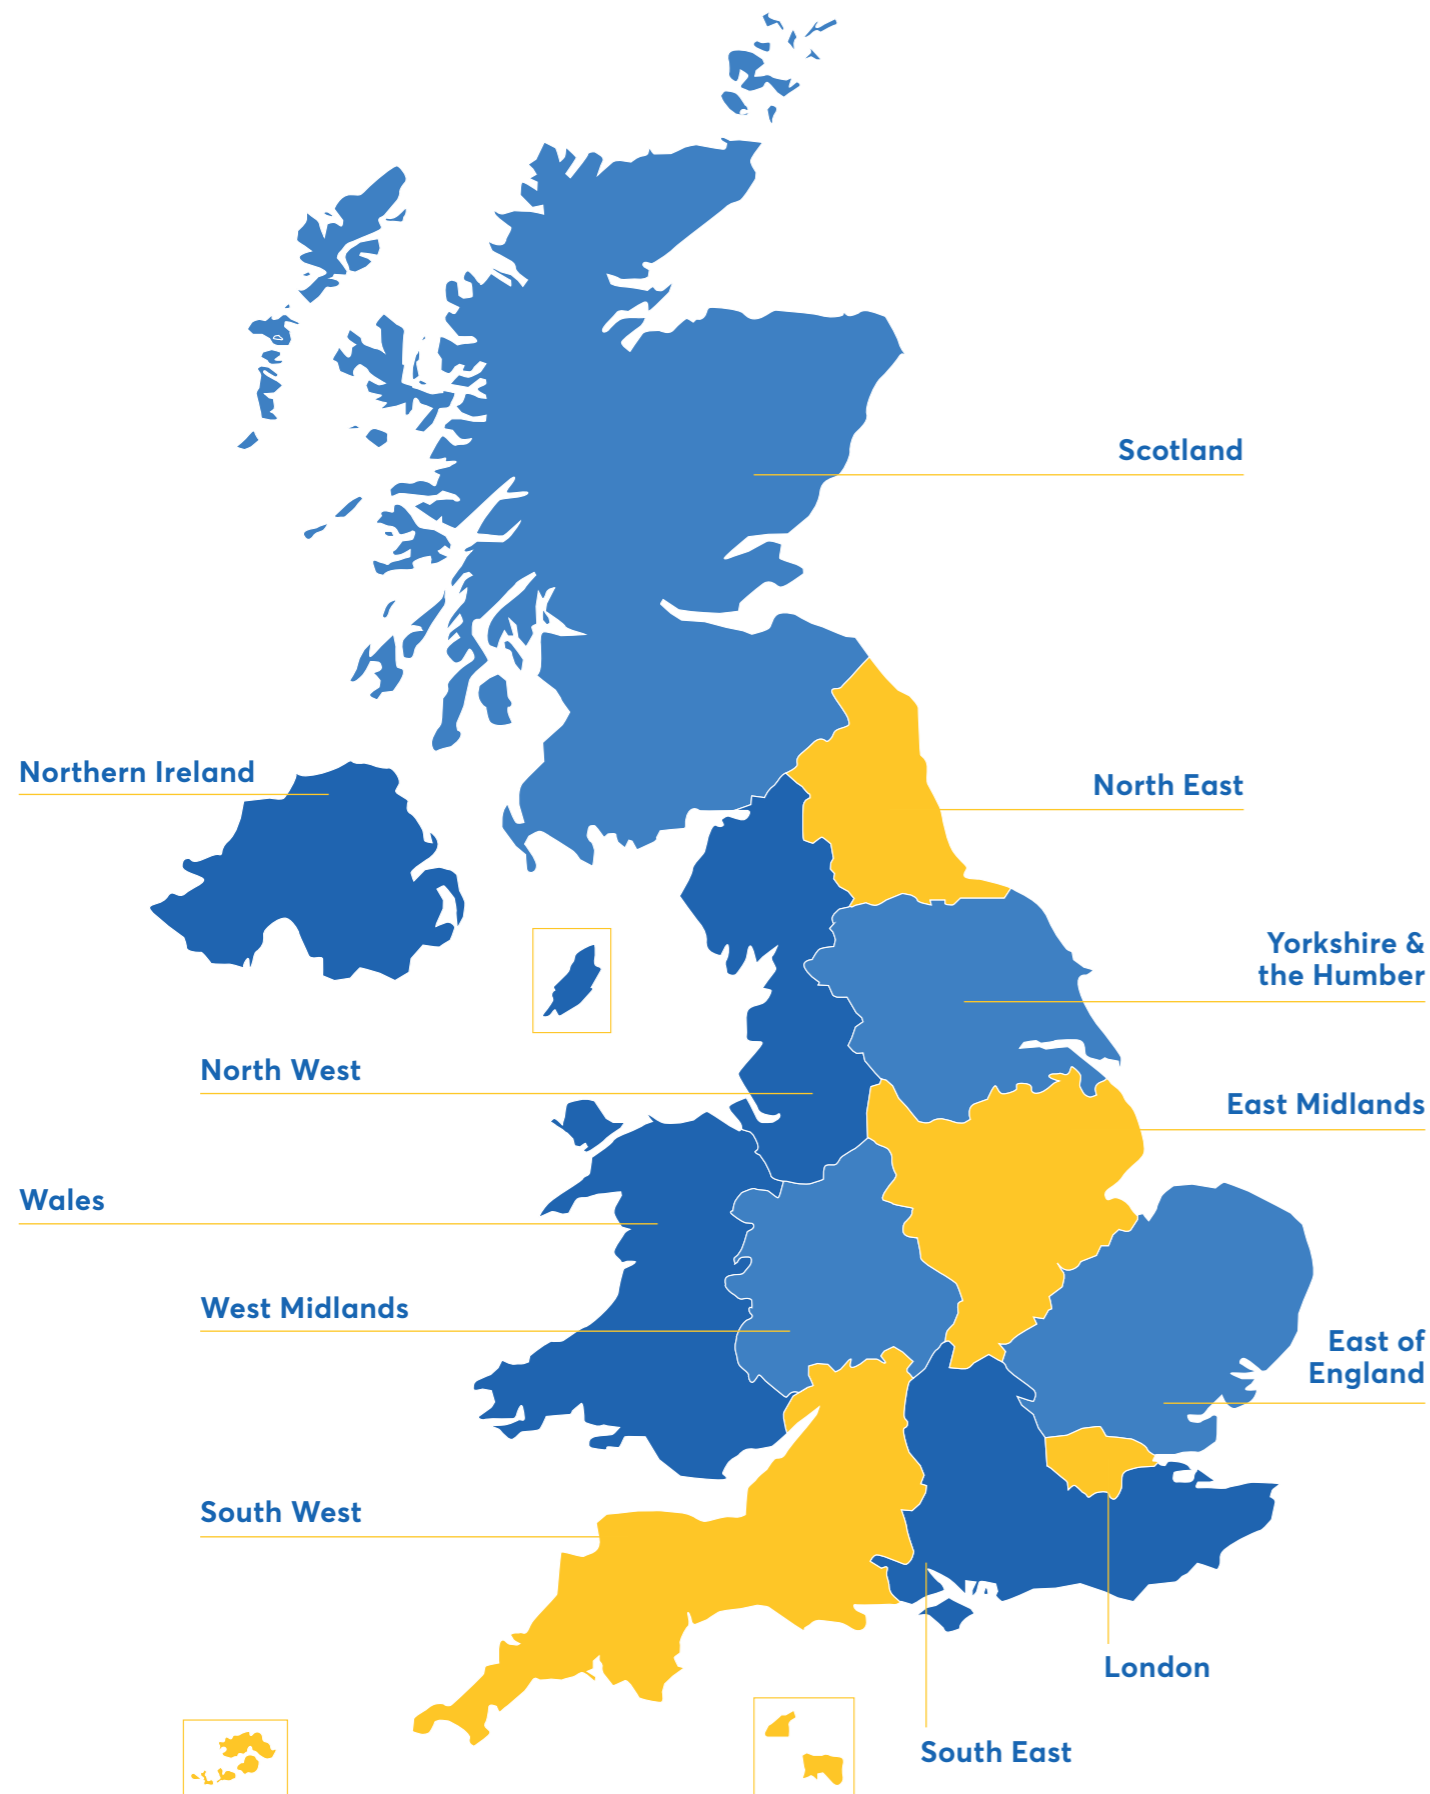 Scotland
Northern Ireland
North East
Yorkshire &
the Humber
North West
East Midlands
Wales
West Midlands
East of
England
South West
London
South East